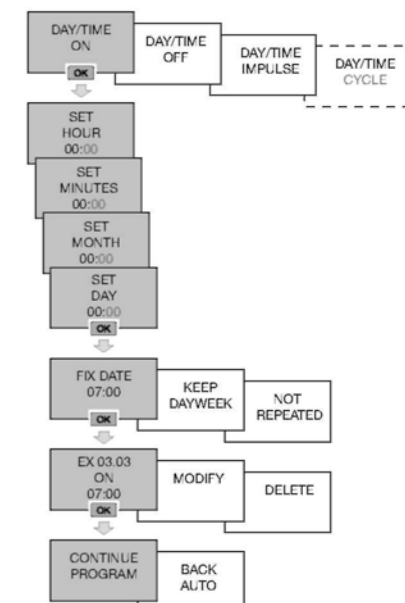 DAY/TIME
ON
OK
DAY/TIME
OFF
DAY/TIME
IMPULSE
DAY/TIME
CYCLE
SET
HOUR
00:00
SET
MINUTES
00:00
SET
MONTH
00:00
SET
DAY
00:00
OK
FIX DATE
07:00
OK
KEEP
DAYWEEK
NOT
REPEATED
EX 03.03
ON
07:00
OK
MODIFY
DELETE
CONTINUE
PROGRAM
BACK
AUTO